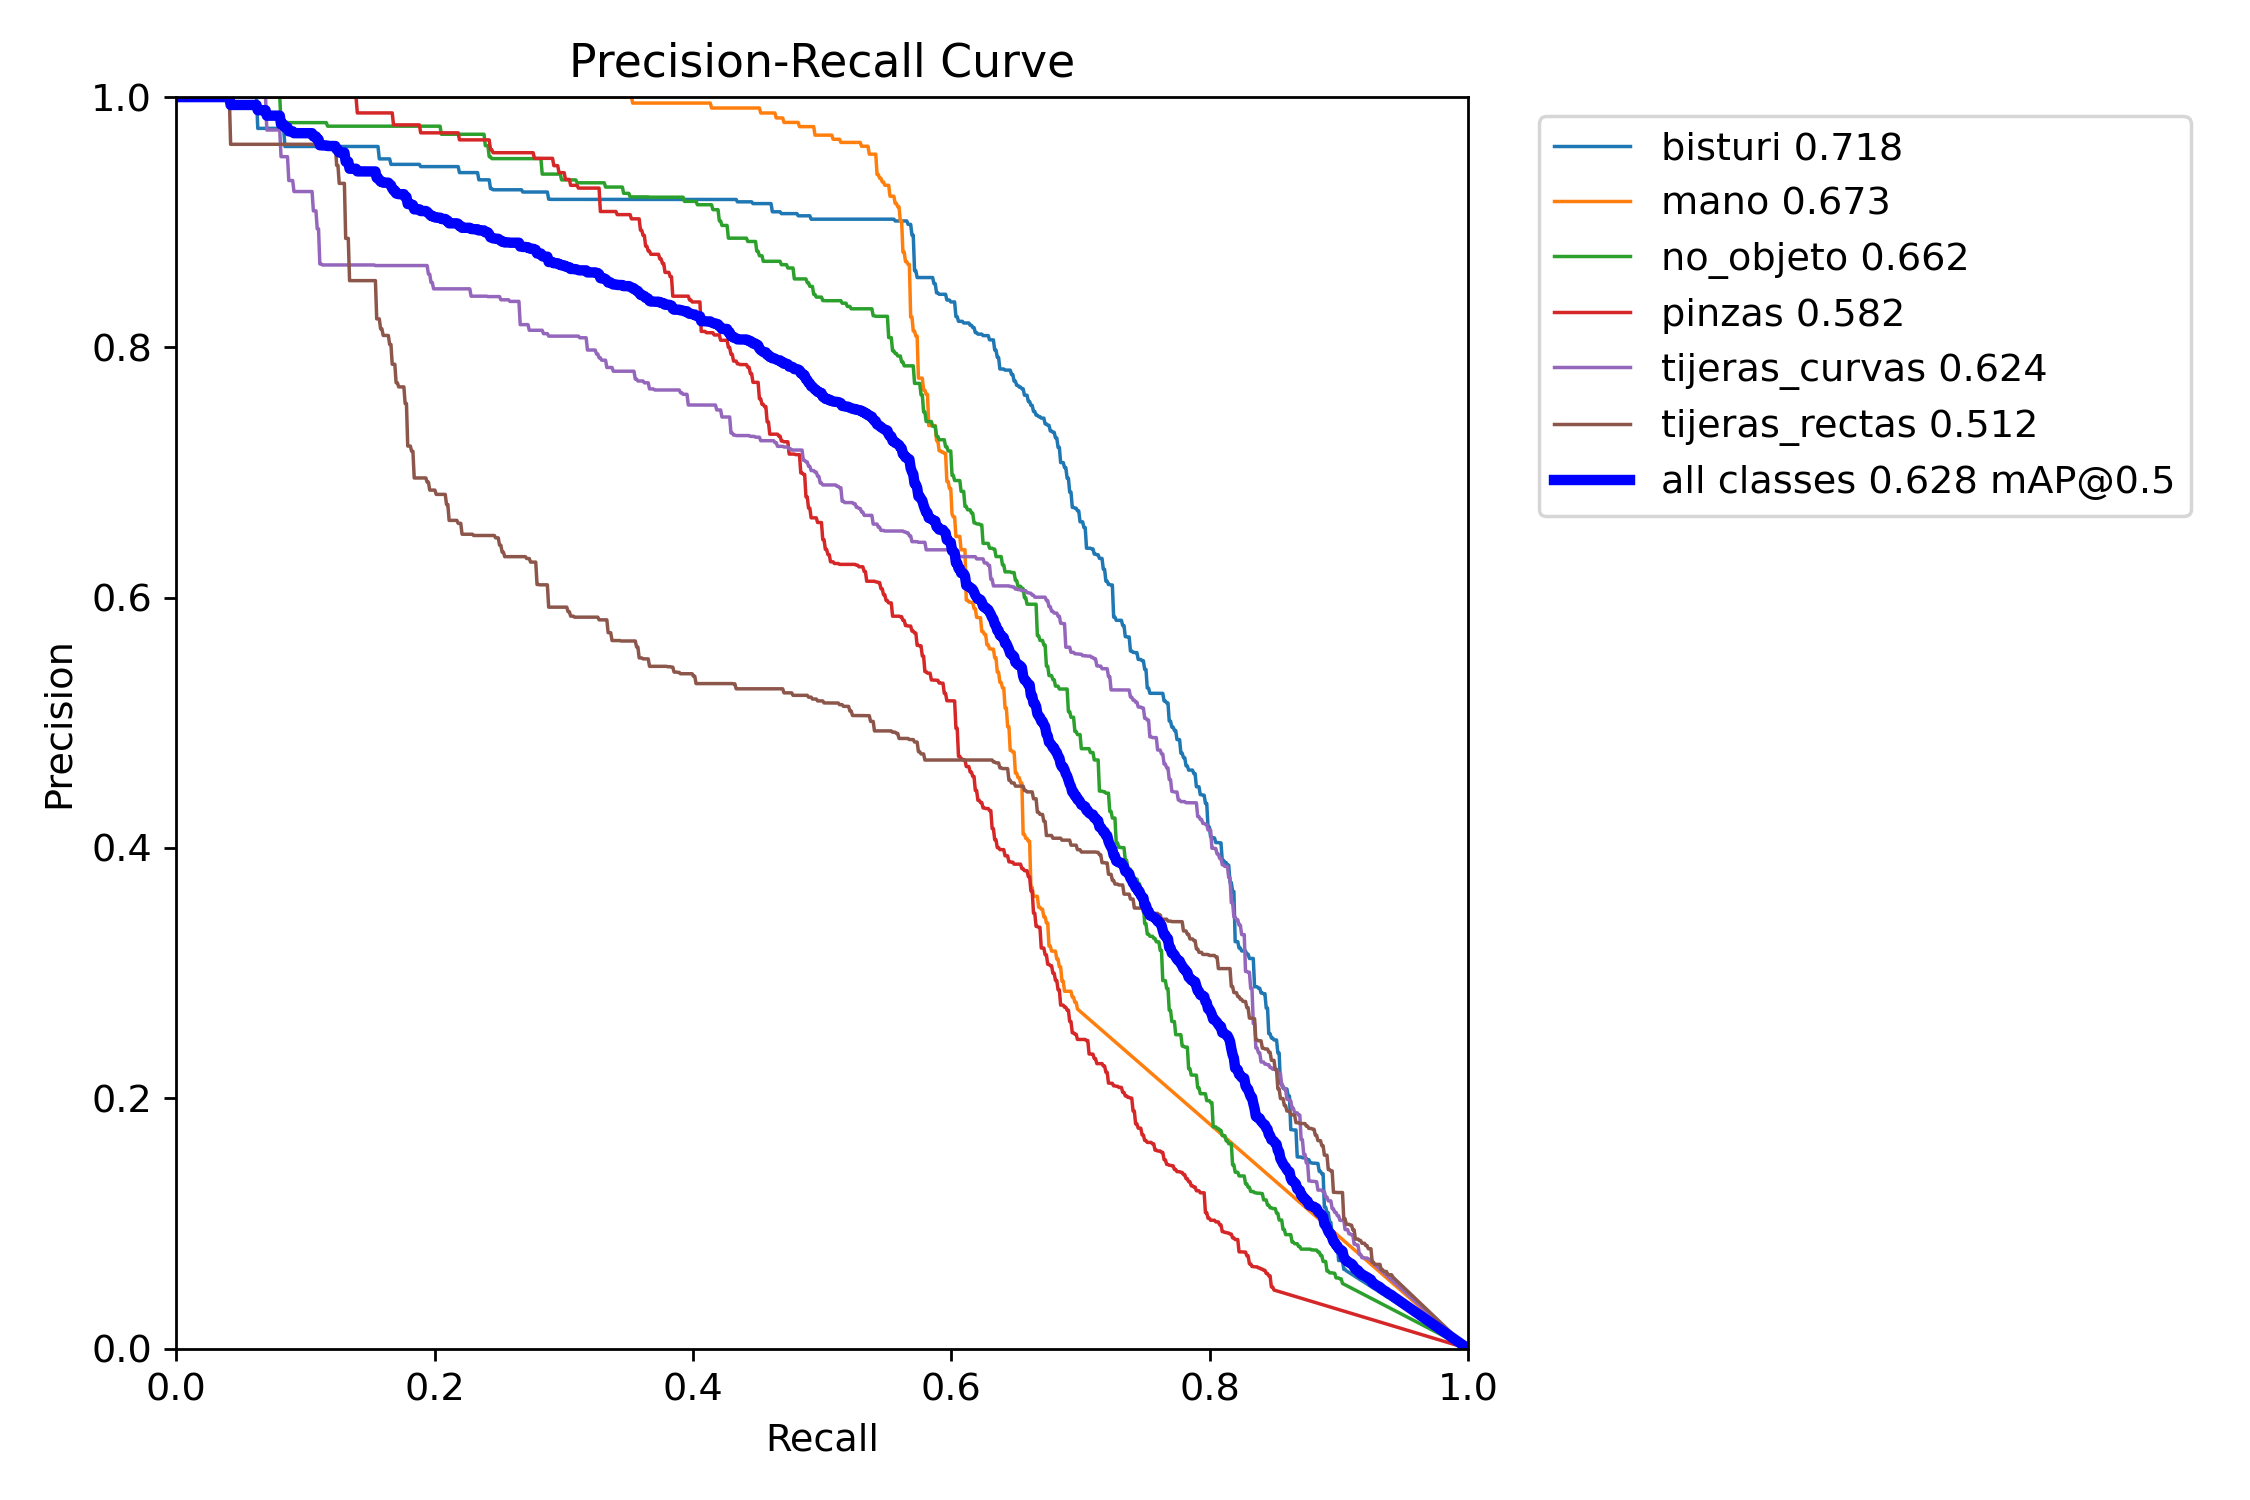 Precision-Recall Curve
1.0
0.8
0.6
0.4
0.2
0.0
Precision
0.0 0.2 0.4 0.6 0.8 1.0
Recall
bisturi 0.718
mano 0.673
no_objeto 0.662
pinzas 0.582
tijeras_curvas 0.624
tijeras_rectas 0.512
all classes 0.628 mAP@0.5